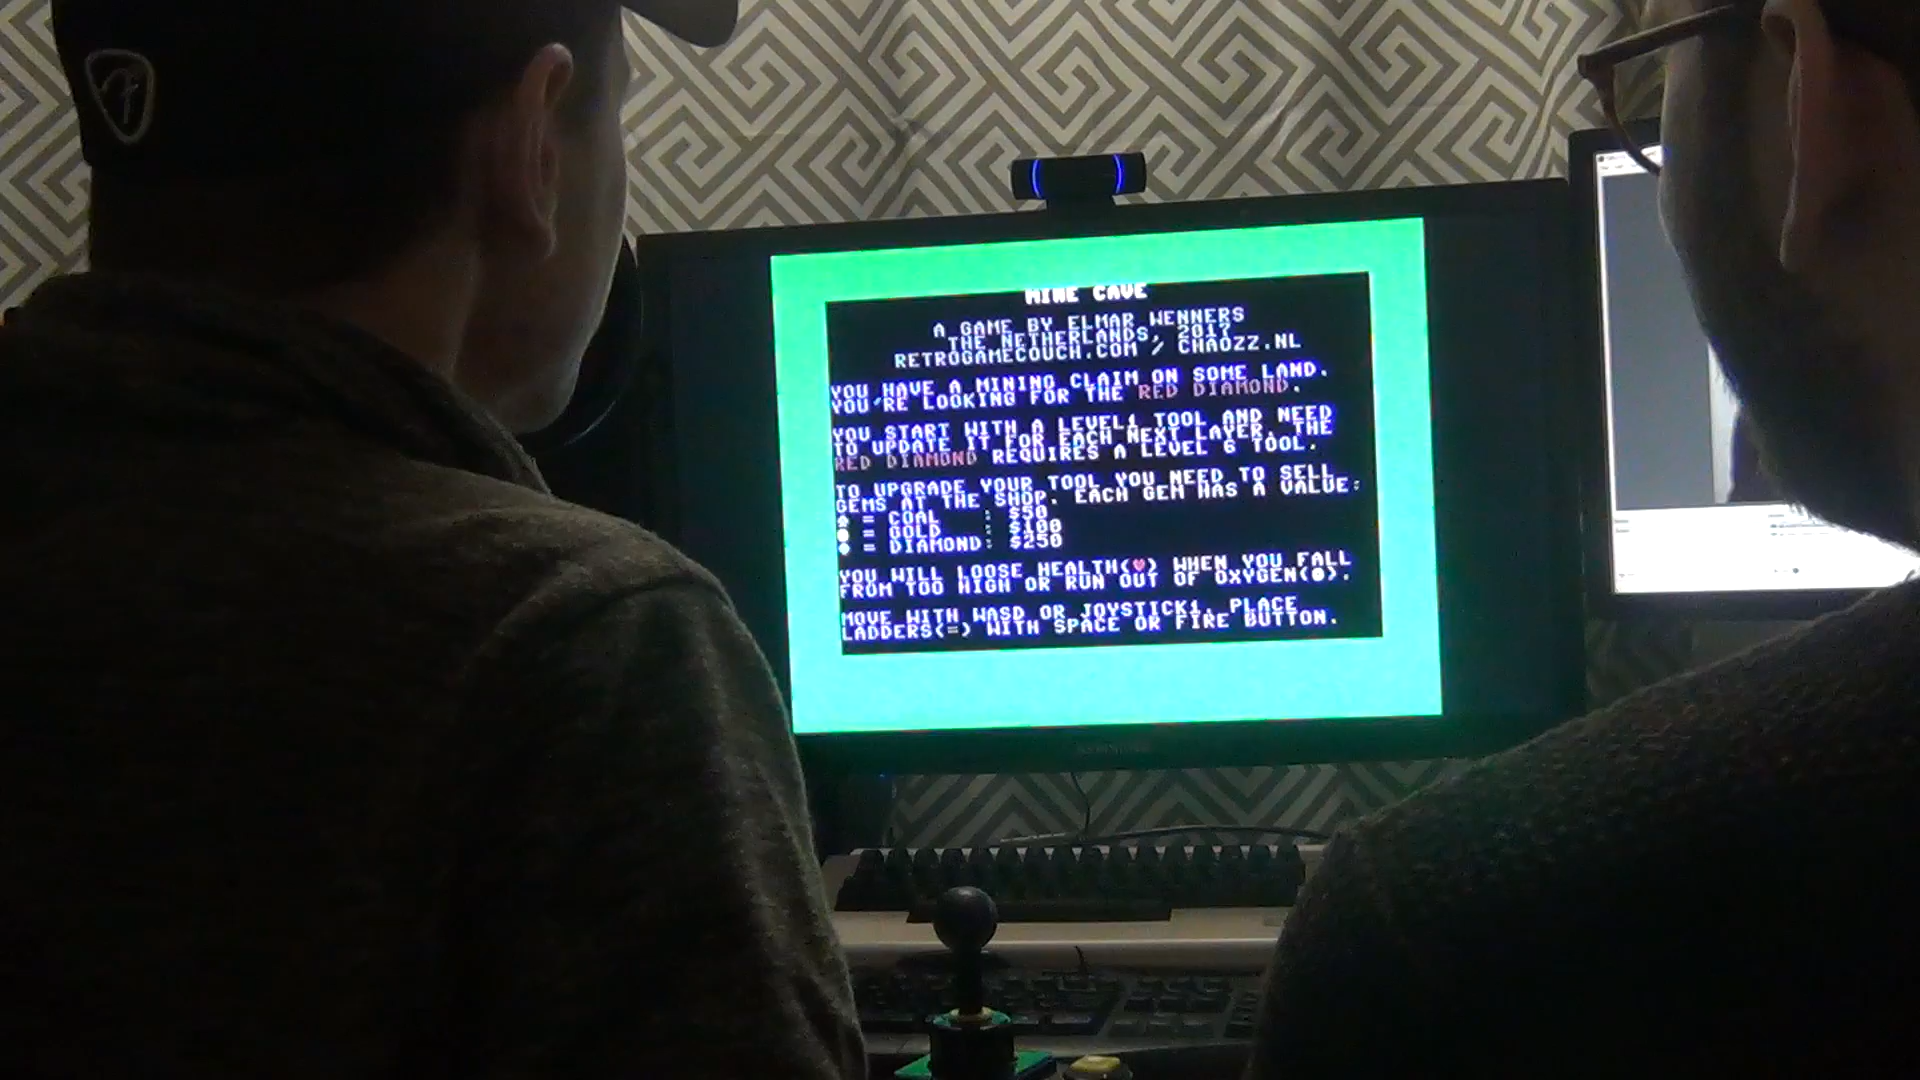 MINE CAVE
A GAME BY ELMAR WENNERS
THE NETHERLANDS, 2017
RETROGAMECOUCH.COM / CHAOZZ.NL
YOU HAVE A MINING CLAIM ON SOME LAND.
YOU'RE LOOKING FOR THE RED DIAMOND.
YOU START WITH A LEVEL1 TOOL AND NEED
TO UPDATE IT FOR EACH NEXT LAYER. THE
RED DIAMOND REQUIRES A LEVEL 6 TOOL.
TO UPGRADE YOUR TOOL YOU NEED TO SELL
GEMS AT THE SHOP. EACH GEM HAS A VALUE:
♠ = COAL : $50
● = GOLD : $100
♦ = DIAMOND: $250
YOU WILL LOOSE HEALTH(♥) WHEN YOU FALL
FROM TOO HIGH OR RUN OUT OF OXYGEN(●).
MOVE WITH WASD OR JOYSTICK1. PLACE
LADDERS(=) WITH SPACE OR FIRE BUTTON.